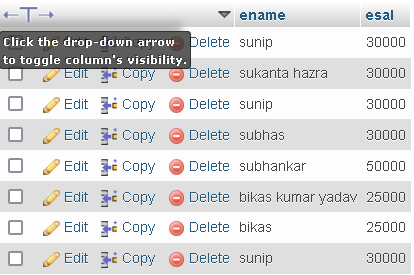 ename esal
Click the drop-down arrow
to toggle column's visibility.
Delete sunip 30000
Edit Copy Delete sukanta hazra 30000
Edit Copy Delete sunip 30000
Edit Copy Delete subhas 30000
Edit Copy Delete subhankar 50000
Edit Copy Delete bikas kumar yadav 25000
Edit Copy Delete bikas 25000
Edit Copy Delete sunip 30000